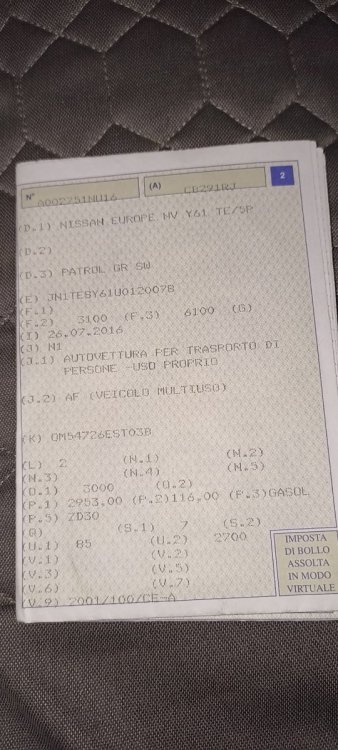 2
N° A002751NU16 (A) CB291RJ
(D.1) NISSAN EUROPE NV Y61 TE/SP
(D.2)
(D.3) PATROL GR SW
(E) JN1TESY61U0120078
(F.1)
(F.2) 3100 (F.3) 6100 (G)
(I) 26.07.2016
(J) N1
(J.1) AUTOVETTURA PER TRASPORTO DI
PERSONE -USO PROPRIO
(J.2) AF (VEICOLO MULTIUSO)
(K) OM54726EST03B
(L) 2 (N.1) (N.2)
(N.3) (N.4) (N.5)
(O.1) 3000 (O.2)
(P.1) 2953,00 (P.2)116,00 (P.3)GASOL
(P.5) ZD30
(Q) (S.1) 7 (S.2)
(U.1) 85 (U.2) 2700
(V.1) (V.2)
(V.3) (V.5)
(V.6) (V.7)
(V.9) 2001/100/CE-A
IMPOSTA
DI BOLLO
ASSOLTA
IN MODO
VIRTUALE